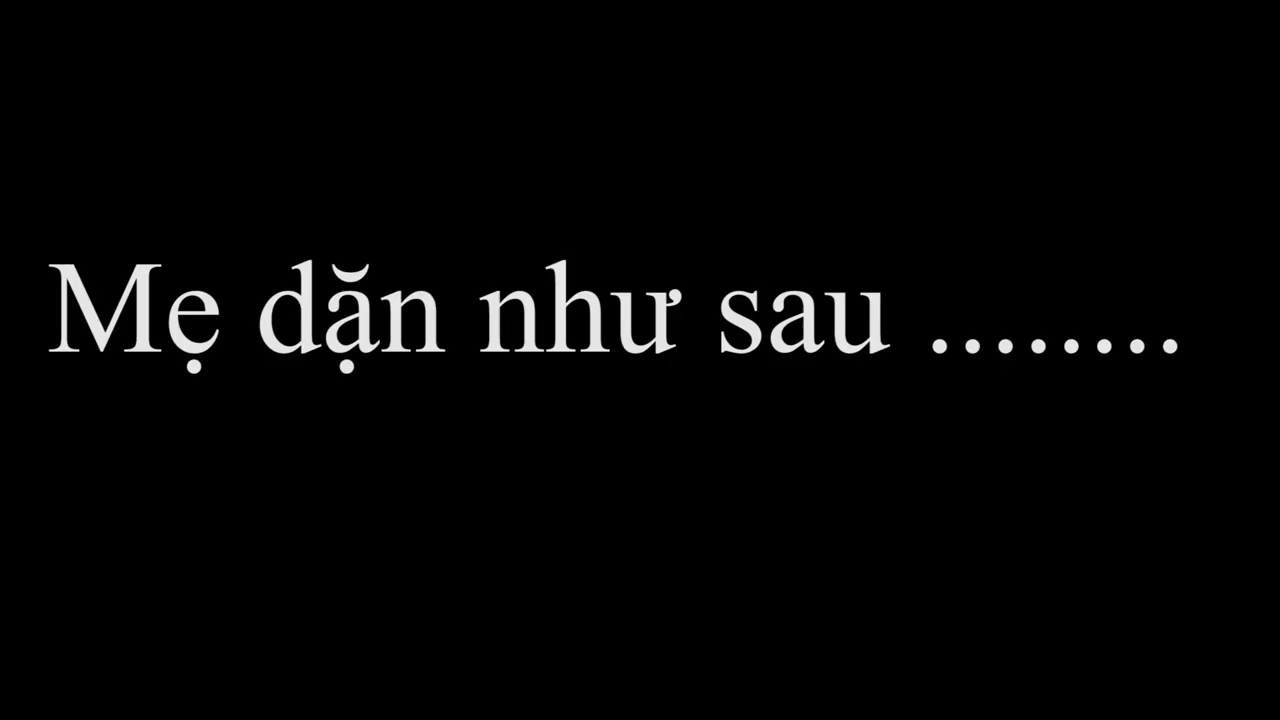 Mẹ dặn như sau ........